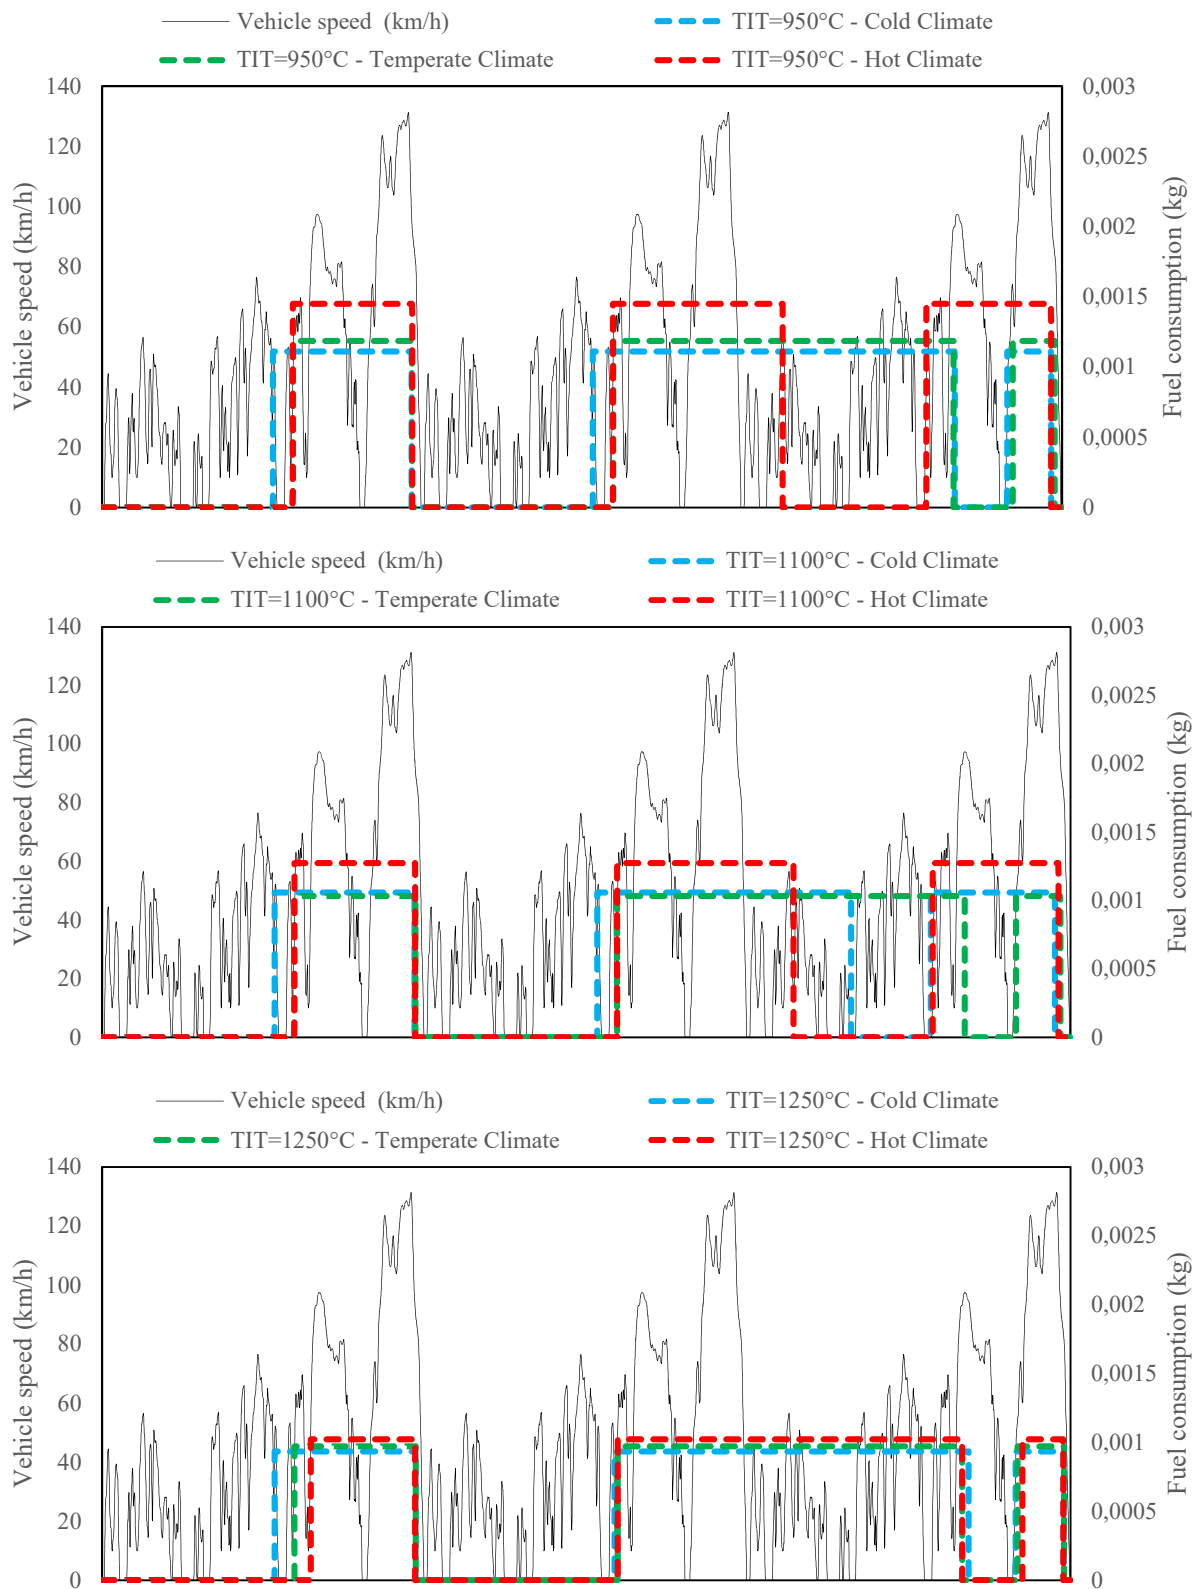 Vehicle speed (km/h)
TIT=950°C - Cold Climate
TIT=950°C - Temperate Climate
TIT=950°C - Hot Climate
140
120
100
80
60
40
20
0
Vehicle speed (km/h)
0,003
0,0025
0,002
0,0015
0,001
0,0005
0
Fuel consumption (kg)
Vehicle speed (km/h)
TIT=1100°C - Cold Climate
TIT=1100°C - Temperate Climate
TIT=1100°C - Hot Climate
140
120
100
80
60
40
20
0
Vehicle speed (km/h)
0,003
0,0025
0,002
0,0015
0,001
0,0005
0
Fuel consumption (kg)
Vehicle speed (km/h)
TIT=1250°C - Cold Climate
TIT=1250°C - Temperate Climate
TIT=1250°C - Hot Climate
140
120
100
80
60
40
20
0
Vehicle speed (km/h)
0,003
0,0025
0,002
0,0015
0,001
0,0005
0
Fuel consumption (kg)